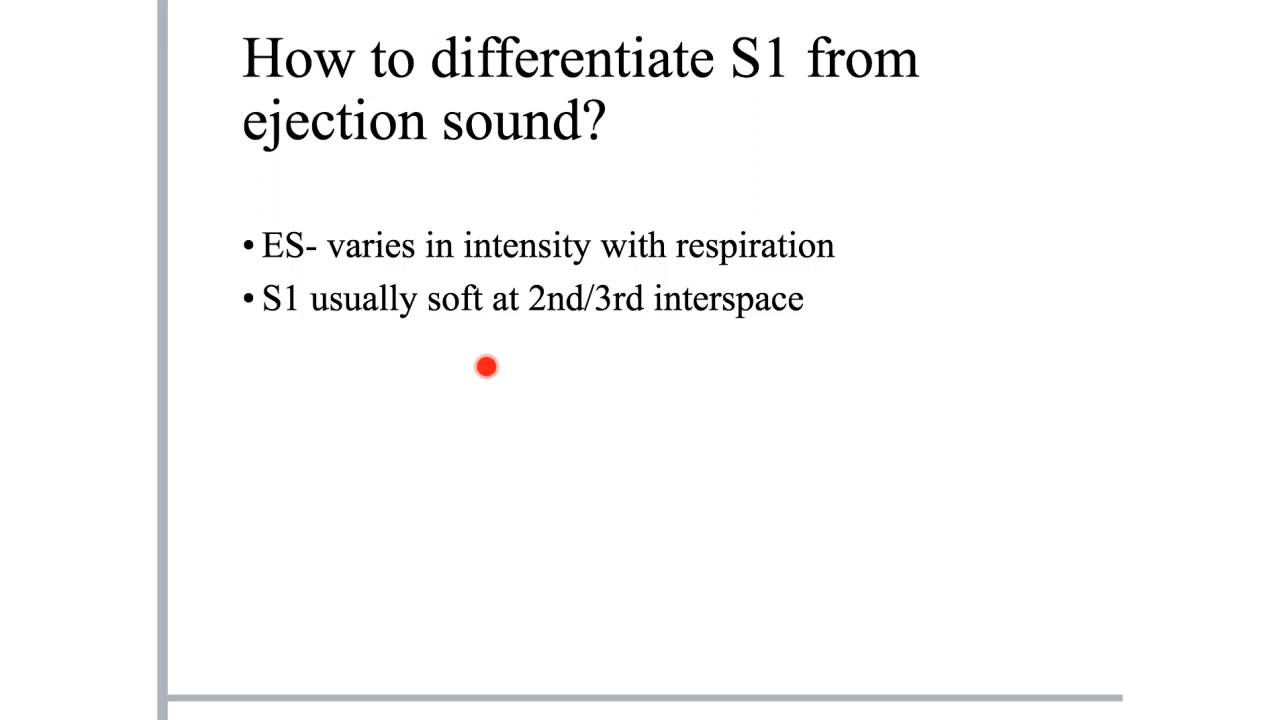 How to differentiate S1 from
ejection sound?
• ES- varies in intensity with respiration
• S1 usually soft at 2nd/3rd interspace